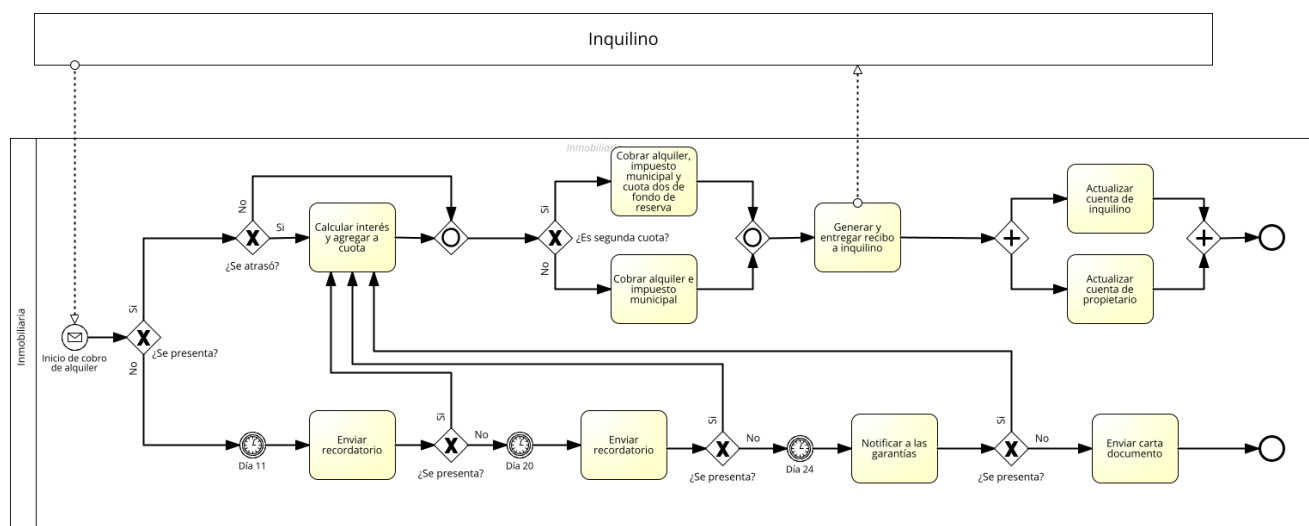 Inquilino
Inmobiliaria
Inmobiliaria
Cobrar alquiler,
impuesto
municipal y
cuota dos de
fondo de
reserva
Actualizar
cuenta de
inquilino
No
Si
Calcular interés
y agregar a
cuota
¿Se atrasó?
Si
¿Es segunda cuota?
No
Generar y
entregar recibo
a inquilino
Cobrar alquiler e
impuesto
municipal
Actualizar
cuenta de
propietario
Inicio de cobro
de alquiler
Si
¿Se presenta?
No
Día 11
Enviar
recordatorio
Si
No
¿Se presenta?
Día 20
Enviar
recordatorio
Si
No
¿Se presenta?
Día 24
Notificar a las
garantías
Si
No
¿Se presenta?
Enviar carta
documento